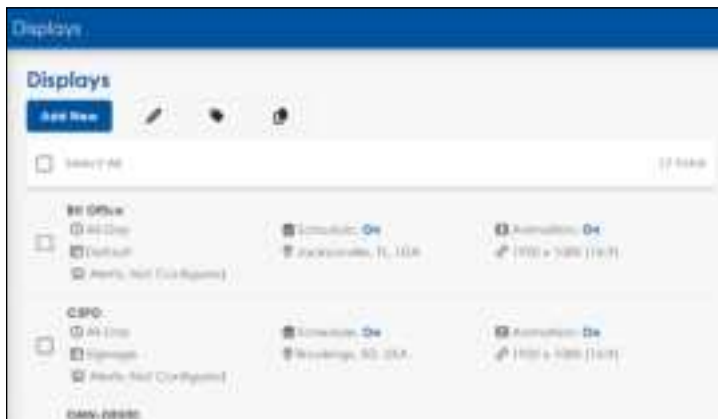 Displays
Displays
Add New
Select All
Office
All Day
Schedule: On
Animation: On
Default
Jacksonville, FL, USA
1920 x 1080 (16:9)
Alerts: Not Configured
CSPO
All Day
Schedule: On
Animation: On
Signage
Brookings, SD, USA
1920 x 1080 (16:9)
Alerts: Not Configured